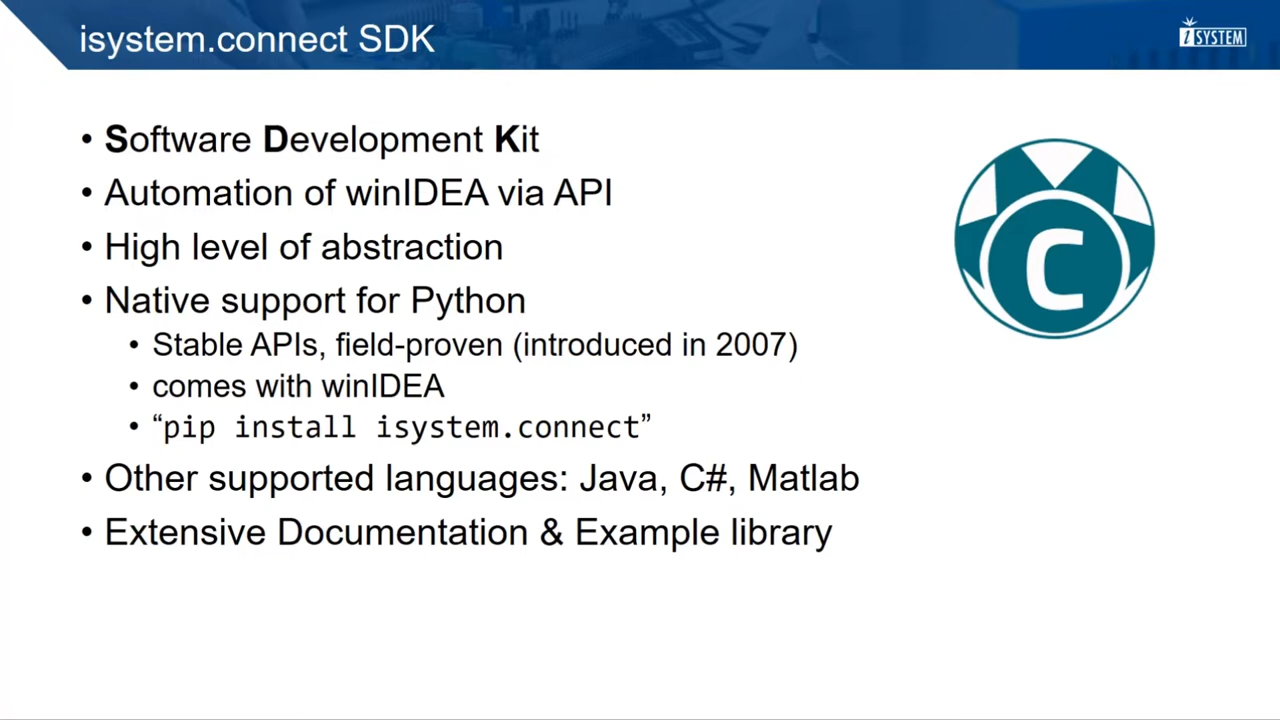 isystem.connect SDK
iSYSTEM
• Software Development Kit
• Automation of winIDEA via API
• High level of abstraction
• Native support for Python
• Stable APIs, field-proven (introduced in 2007)
• comes with winIDEA
• “pip install isystem.connect”
• Other supported languages: Java, C#, Matlab
• Extensive Documentation & Example library
C